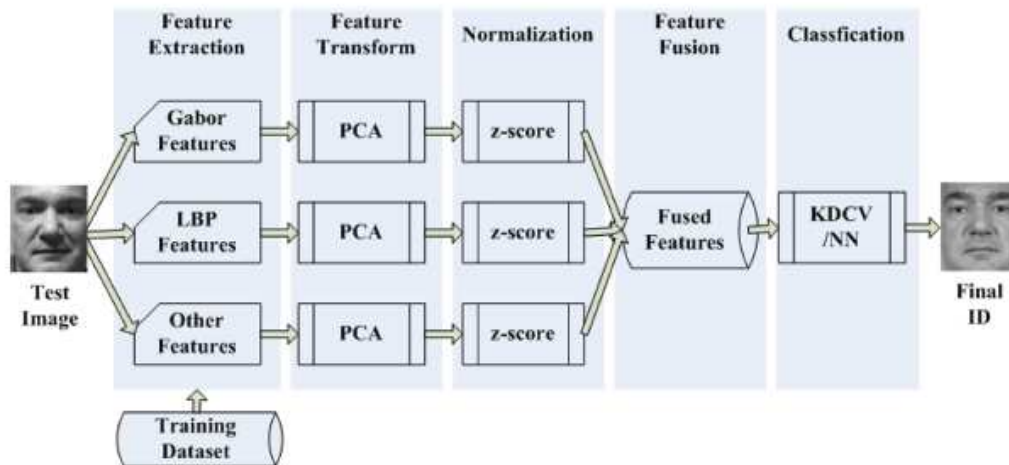 Feature
Extraction
Feature
Transform
Normalization
Feature
Fusion
Classfication
Gabor
Features
PCA
z-score
LBP
Features
PCA
z-score
Fused
Features
KDCV
/NN
Test
Image
Final
ID
Other
Features
PCA
z-score
Training
Dataset